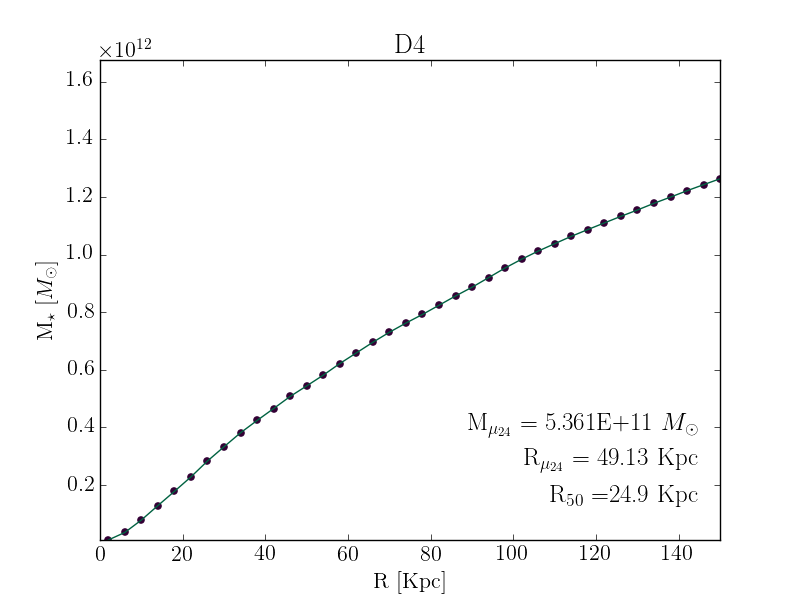 D4
×10¹²
1.6
1.4
1.2
1.0
0.8
0.6
0.4
0.2
M⋆ [M⊙]
M_μ₂₄ = 5.361E+11 M⊙
R_μ₂₄ = 49.13 Kpc
R₅₀ =24.9 Kpc
0 20 40 60 80 100 120 140
R [Kpc]